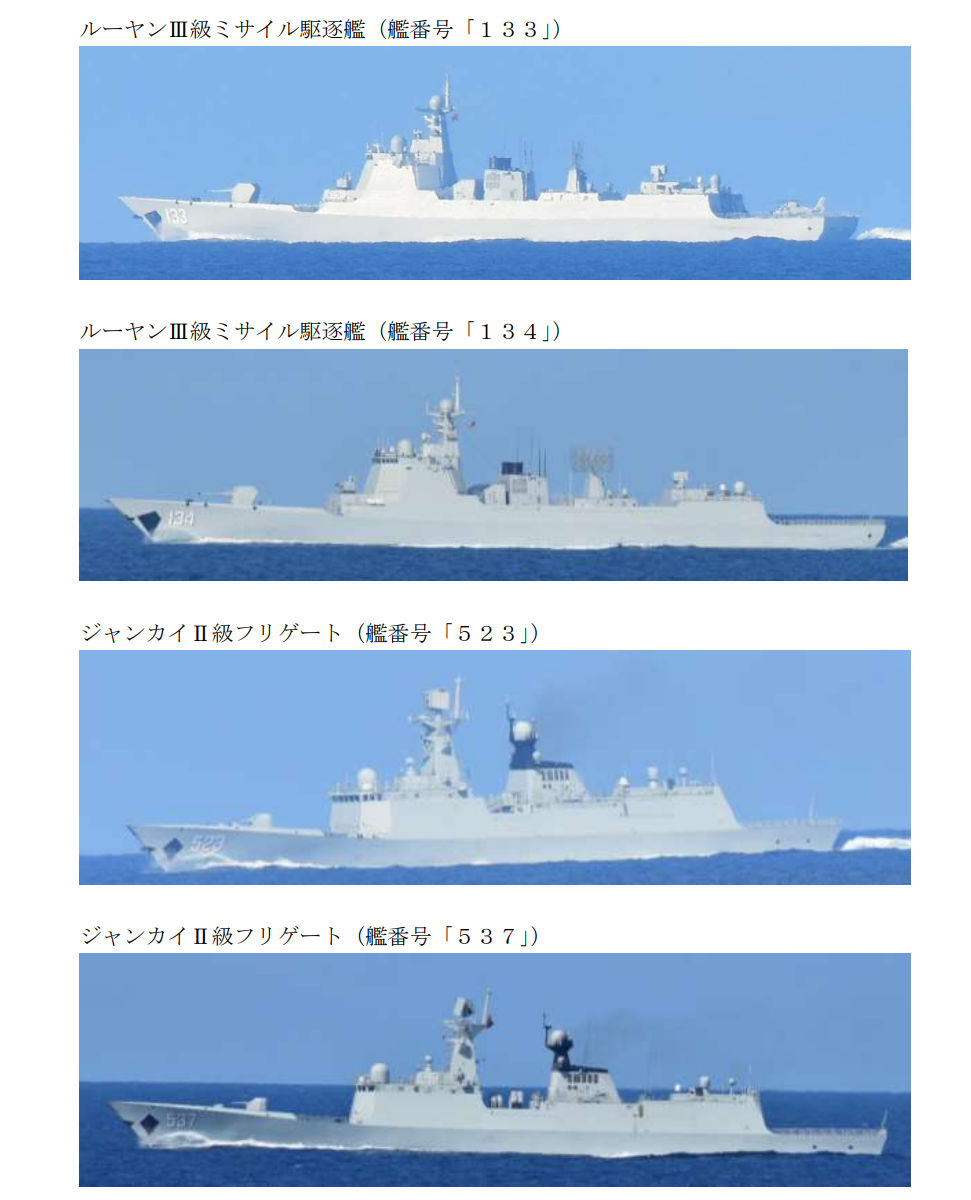 ルーヤンⅢ級ミサイル駆逐艦（艦番号「１３３」）
133
ルーヤンⅢ級ミサイル駆逐艦（艦番号「１３４」）
134
ジャンカイⅡ級フリゲート（艦番号「５２３」）
523
ジャンカイⅡ級フリゲート（艦番号「５３７」）
537